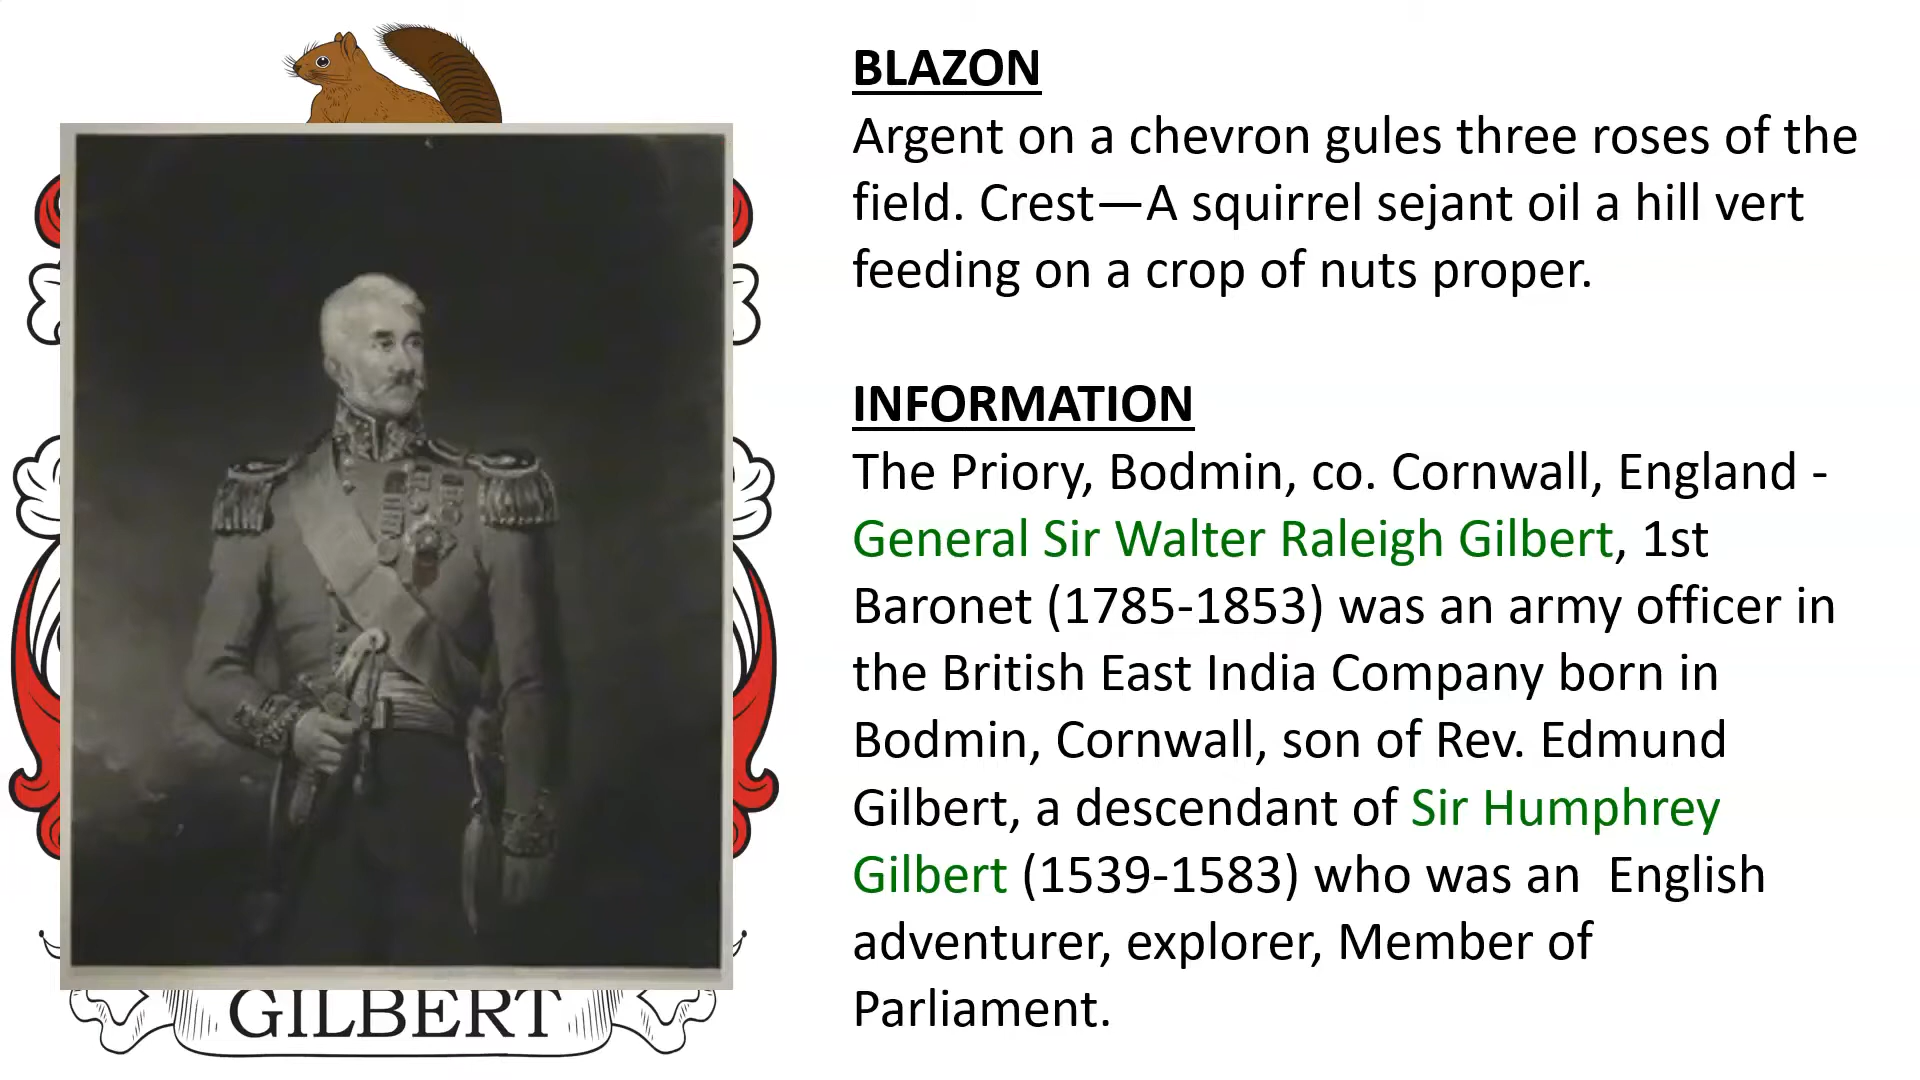 BLAZON
Argent on a chevron gules three roses of the
field. Crest—A squirrel sejant oil a hill vert
feeding on a crop of nuts proper.
INFORMATION
The Priory, Bodmin, co. Cornwall, England -
General Sir Walter Raleigh Gilbert, 1st
Baronet (1785-1853) was an army officer in
the British East India Company born in
Bodmin, Cornwall, son of Rev. Edmund
Gilbert, a descendant of Sir Humphrey
Gilbert (1539-1583) who was an  English
adventurer, explorer, Member of
Parliament.
GILBERT